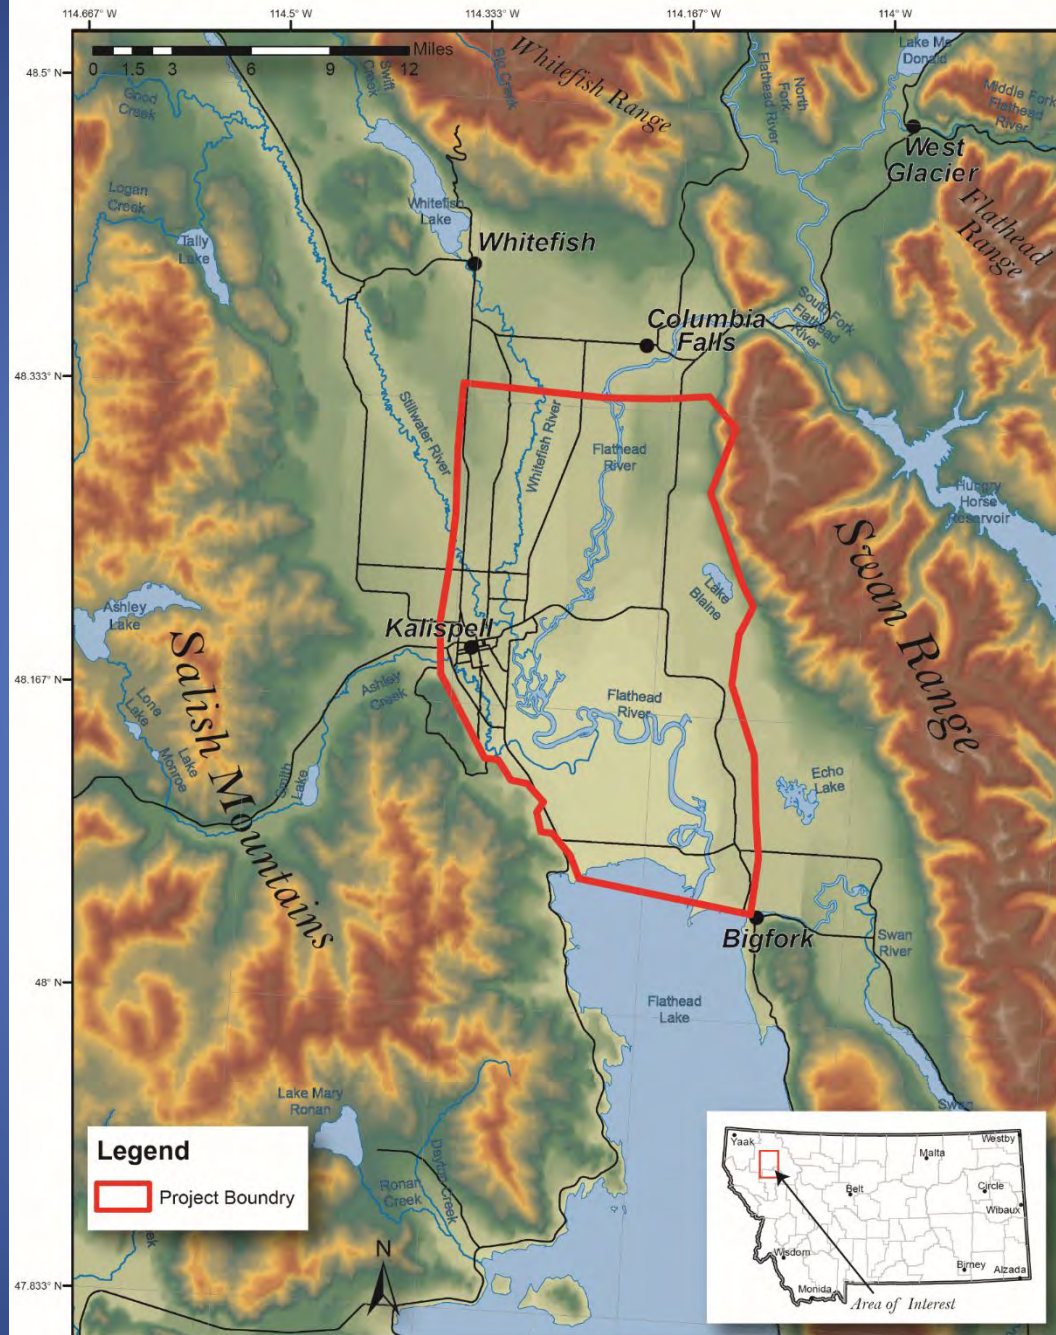 114.667° W
114.5° W
114.333° W
114.167° W
114° W
48.5° N
48.333° N
48.167° N
48° N
47.833° N
Miles
0 1.5 3 6 9 12
Good
Creek
Swift
Creek
Big Creek
Whitefish Range
North
Fork
Flathead River
Lake Mc
Donald
Middle Fork
Flathead
River
West
Glacier
Logan
Creek
Tally
Lake
Whitefish
Lake
Whitefish
Flathead
Range
Columbia
Falls
South Fork
Flathead
River
Stillwater River
Whitefish River
Flathead
River
Hungry
Horse
Reservoir
Swan Range
Lake
Blaine
Ashley
Lake
Kalispell
Salish Mountains
Ashley
Creek
Lone
Lake
Lake
Monroe
Smith
Lake
Flathead
River
Echo
Lake
Bigfork
Swan
River
Flathead
Lake
Swan
Lake Mary
Ronan
Ronan
Creek
Dayton Creek
ek
N
Legend
Project Boundry
Yaak
Westby
Malta
Belt
Circle
Wibaux
Wisdom
Birney
Alzada
Monida
Area of Interest